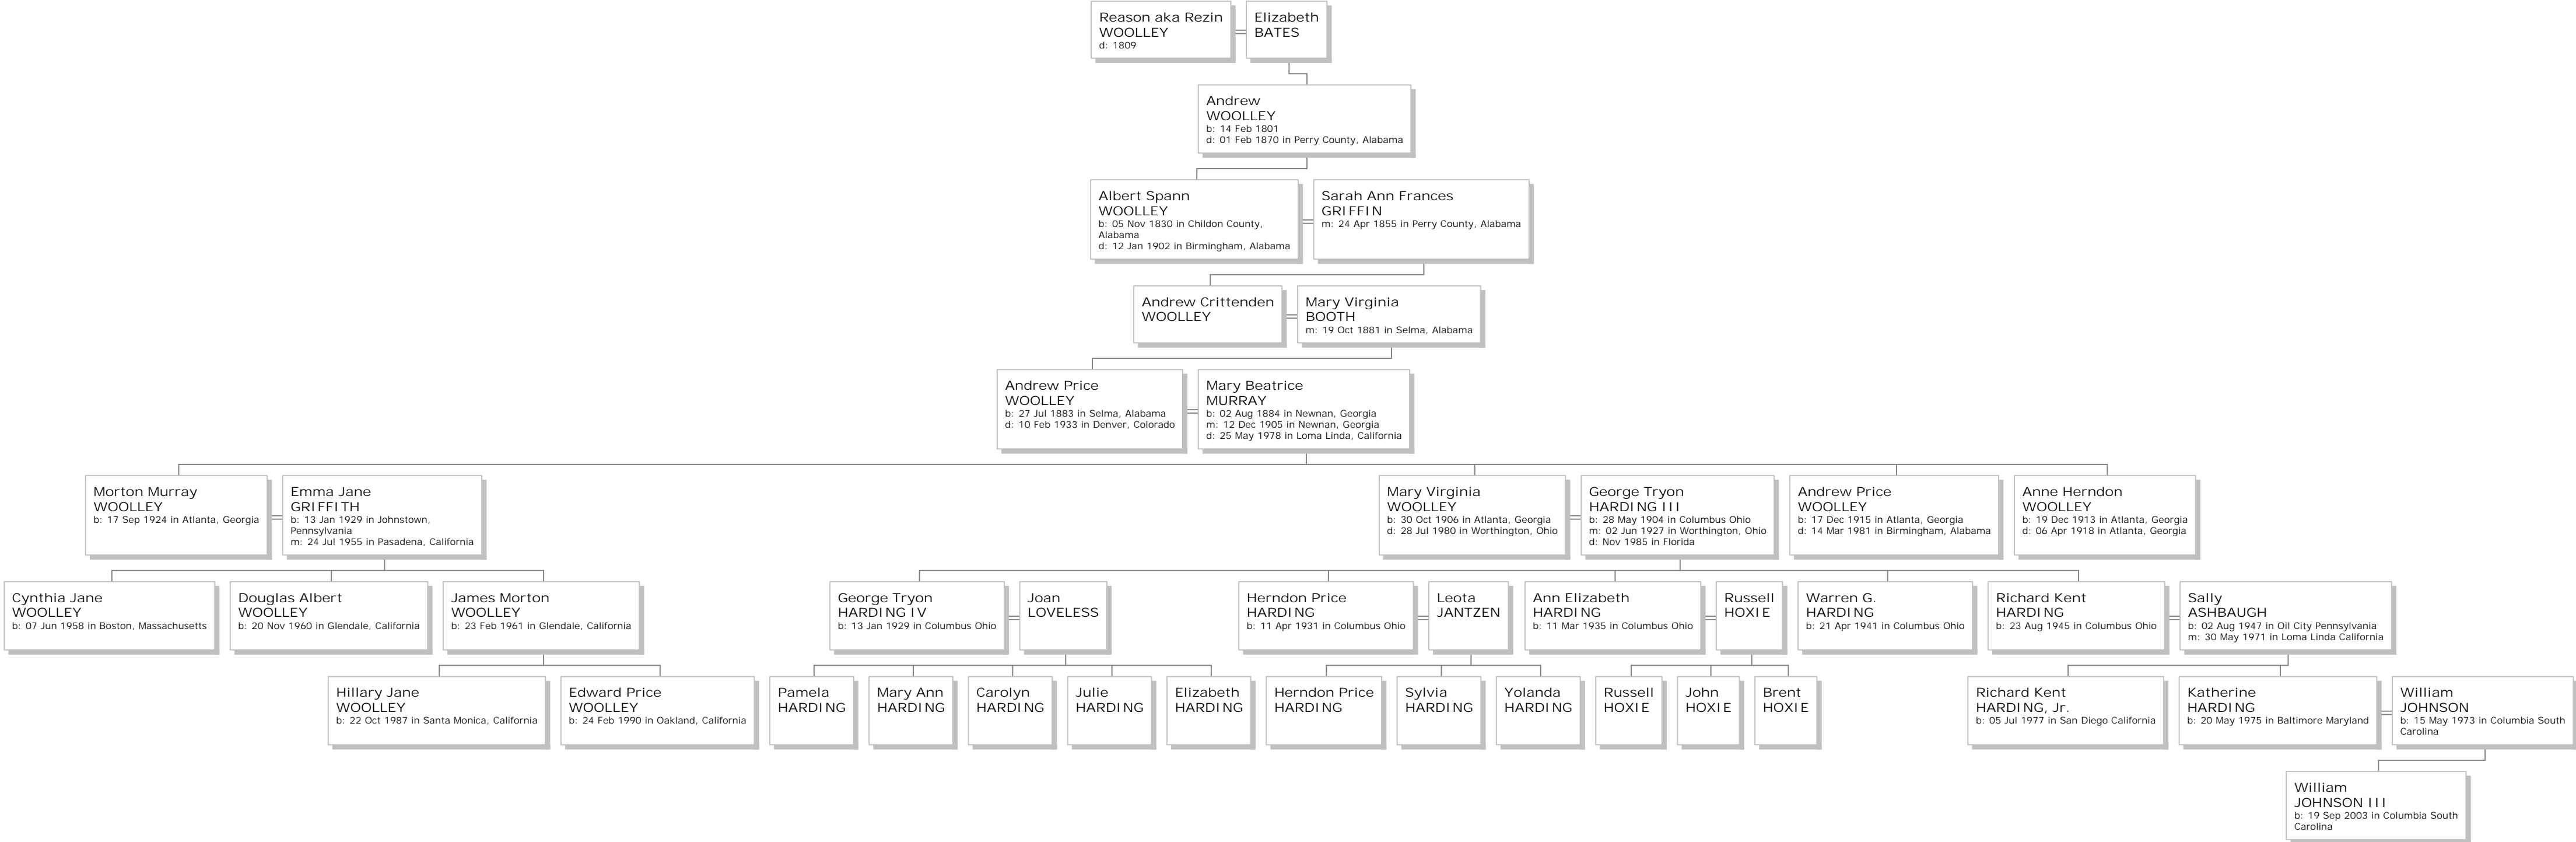 Reason aka Rezin
WOOLLEY
d: 1809
Elizabeth
BATES
Andrew
WOOLLEY
b: 14 Feb 1801
d: 01 Feb 1870 in Perry County, Alabama
Albert Spann
WOOLLEY
b: 05 Nov 1830 in Childon County,
Alabama
d: 12 Jan 1902 in Birmingham, Alabama
Sarah Ann Frances
GRIFFIN
m: 24 Apr 1855 in Perry County, Alabama
Andrew Crittenden
WOOLLEY
Mary Virginia
BOOTH
m: 19 Oct 1881 in Selma, Alabama
Andrew Price
WOOLLEY
b: 27 Jul 1883 in Selma, Alabama
d: 10 Feb 1933 in Denver, Colorado
Mary Beatrice
MURRAY
b: 02 Aug 1884 in Newnan, Georgia
m: 12 Dec 1905 in Newnan, Georgia
d: 25 May 1978 in Loma Linda, California
Morton Murray
WOOLLEY
b: 17 Sep 1924 in Atlanta, Georgia
Emma Jane
GRIFFITH
b: 13 Jan 1929 in Johnstown,
Pennsylvania
m: 24 Jul 1955 in Pasadena, California
Mary Virginia
WOOLLEY
b: 30 Oct 1906 in Atlanta, Georgia
d: 28 Jul 1980 in Worthington, Ohio
George Tryon
HARDING III
b: 28 May 1904 in Columbus Ohio
m: 02 Jun 1927 in Worthington, Ohio
d: Nov 1985 in Florida
Andrew Price
WOOLLEY
b: 17 Dec 1915 in Atlanta, Georgia
d: 14 Mar 1981 in Birmingham, Alabama
Anne Herndon
WOOLLEY
b: 19 Dec 1913 in Atlanta, Georgia
d: 06 Apr 1918 in Atlanta, Georgia
Cynthia Jane
WOOLLEY
b: 07 Jun 1958 in Boston, Massachusetts
Douglas Albert
WOOLLEY
b: 20 Nov 1960 in Glendale, California
James Morton
WOOLLEY
b: 23 Feb 1961 in Glendale, California
George Tryon
HARDING IV
b: 13 Jan 1929 in Columbus Ohio
Joan
LOVELESS
Herndon Price
HARDING
b: 11 Apr 1931 in Columbus Ohio
Leota
JANTZEN
Ann Elizabeth
HARDING
b: 11 Mar 1935 in Columbus Ohio
Russell
HOXIE
Warren G.
HARDING
b: 21 Apr 1941 in Columbus Ohio
Richard Kent
HARDING
b: 23 Aug 1945 in Columbus Ohio
Sally
ASHBAUGH
b: 02 Aug 1947 in Oil City Pennsylvania
m: 30 May 1971 in Loma Linda California
Hillary Jane
WOOLLEY
b: 22 Oct 1987 in Santa Monica, California
Edward Price
WOOLLEY
b: 24 Feb 1990 in Oakland, California
Pamela
HARDING
Mary Ann
HARDING
Carolyn
HARDING
Julie
HARDING
Elizabeth
HARDING
Herndon Price
HARDING
Sylvia
HARDING
Yolanda
HARDING
Russell
HOXIE
John
HOXIE
Brent
HOXIE
Richard Kent
HARDING, Jr.
b: 05 Jul 1977 in San Diego California
Katherine
HARDING
b: 20 May 1975 in Baltimore Maryland
William
JOHNSON
b: 15 May 1973 in Columbia South
Carolina
William
JOHNSON III
b: 19 Sep 2003 in Columbia South
Carolina